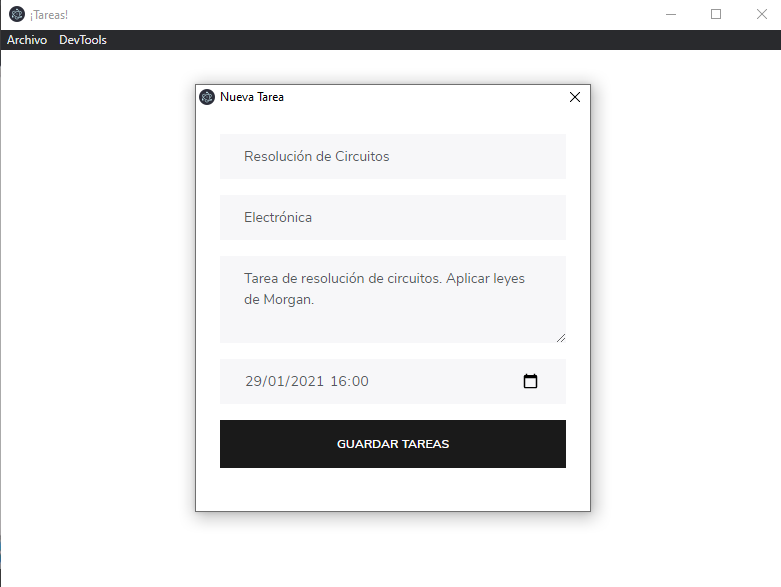 ¡Tareas!
Archivo DevTools
Nueva Tarea
Resolución de Circuitos
Electrónica
Tarea de resolución de circuitos. Aplicar leyes
de Morgan.
29/01/2021 16:00
GUARDAR TAREAS